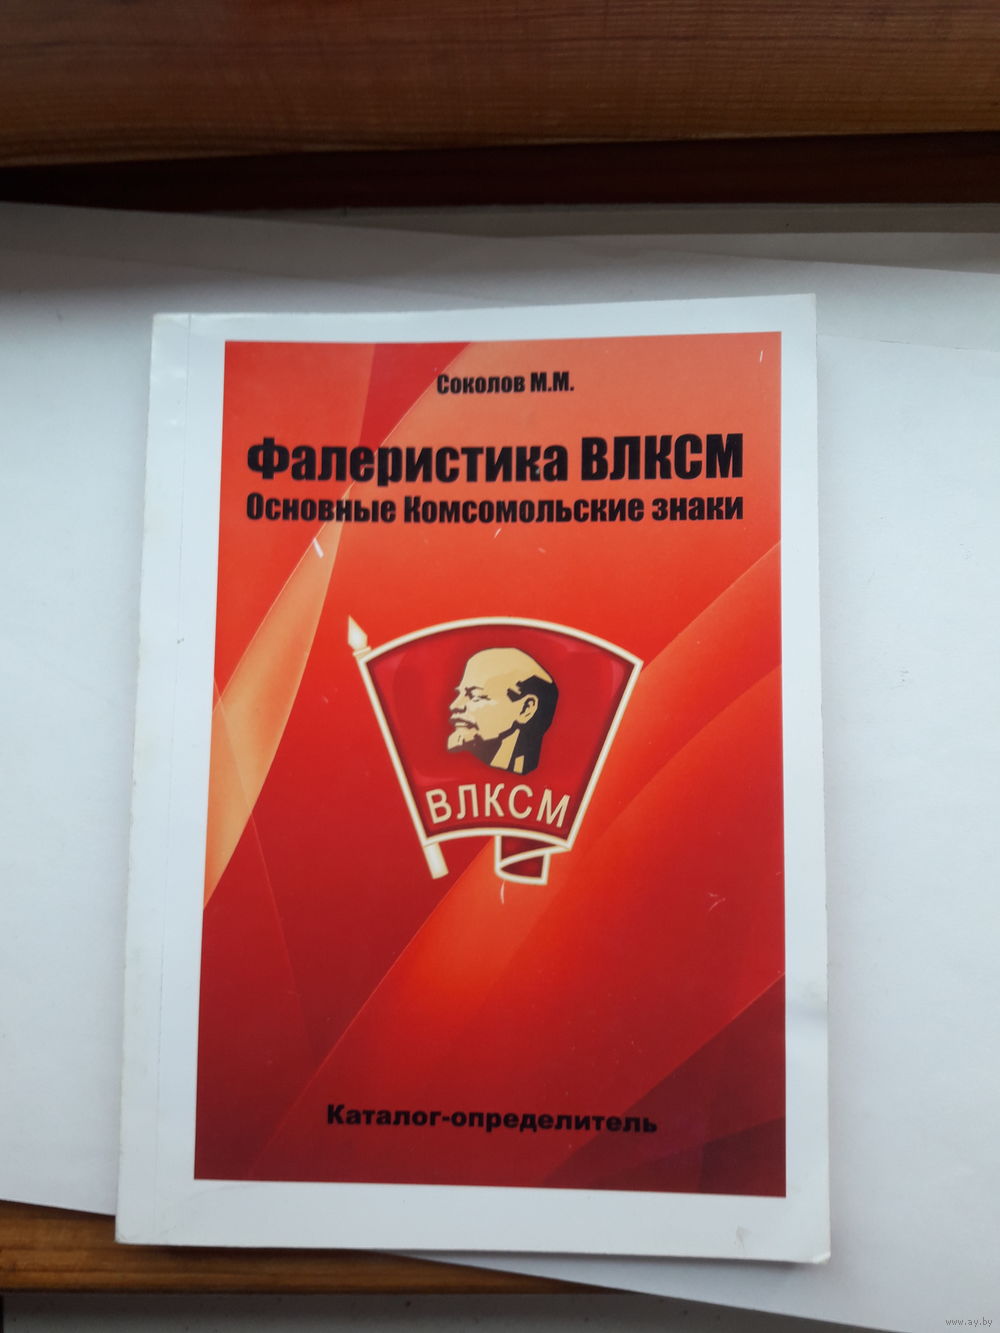 Соколов М.М.
Фалеристика ВЛКСМ
Основные Комсомольские знаки
ВЛКСМ
Каталог-определитель
www.ay.by